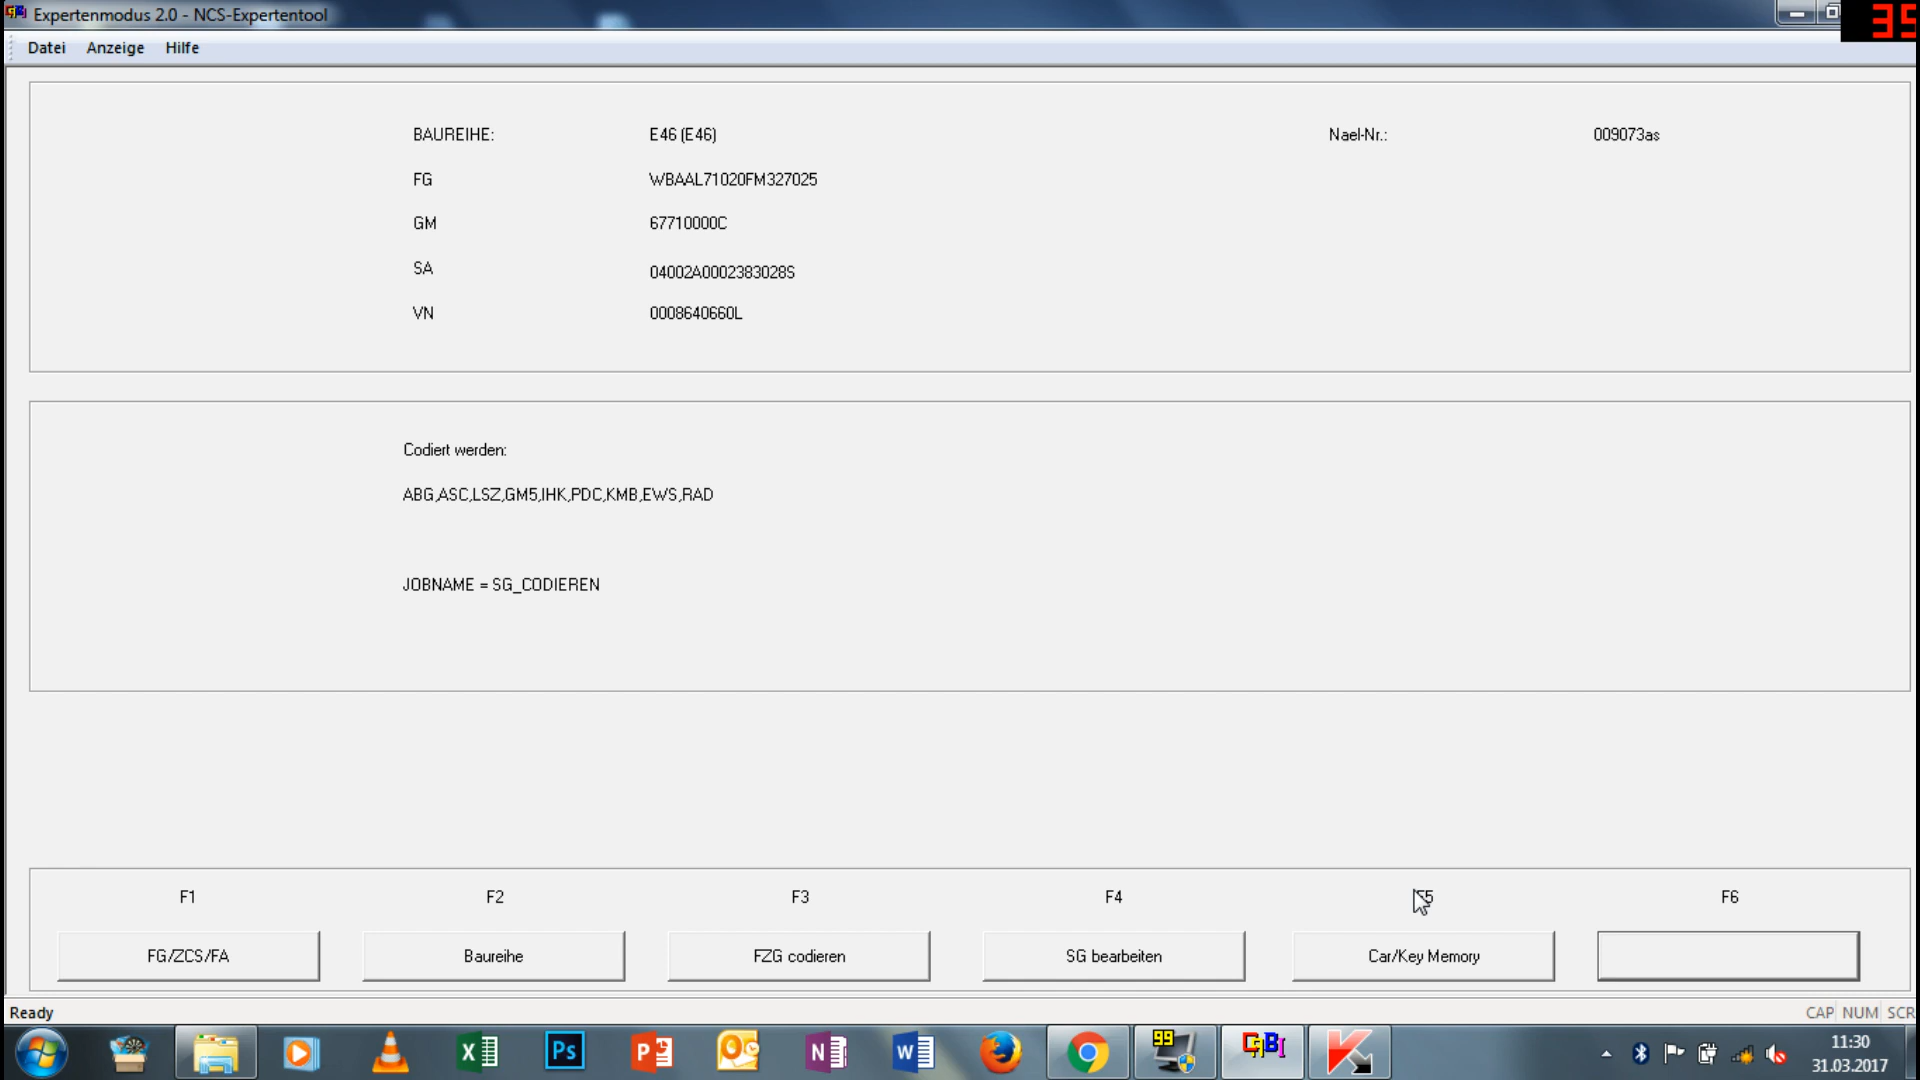 Expertenmodus 2.0 - NCS-Expertentool
35
Datei Anzeige Hilfe
BAUREIHE: E46 (E46) Nael-Nr.: 009073as
FG WBAAL71020FM327025
GM 67710000C
SA 04002A0002383028S
VN 0008640660L
Codiert werden:
ABG,ASC,LSZ,GM5,IHK,PDC,KMB,EWS,RAD
JOBNAME = SG_CODIEREN
F1 F2 F3 F4 F5 F6
FG/ZCS/FA Baureihe FZG codieren SG bearbeiten Car/Key Memory
Ready CAP NUM SCR
99
11:30
31.03.2017